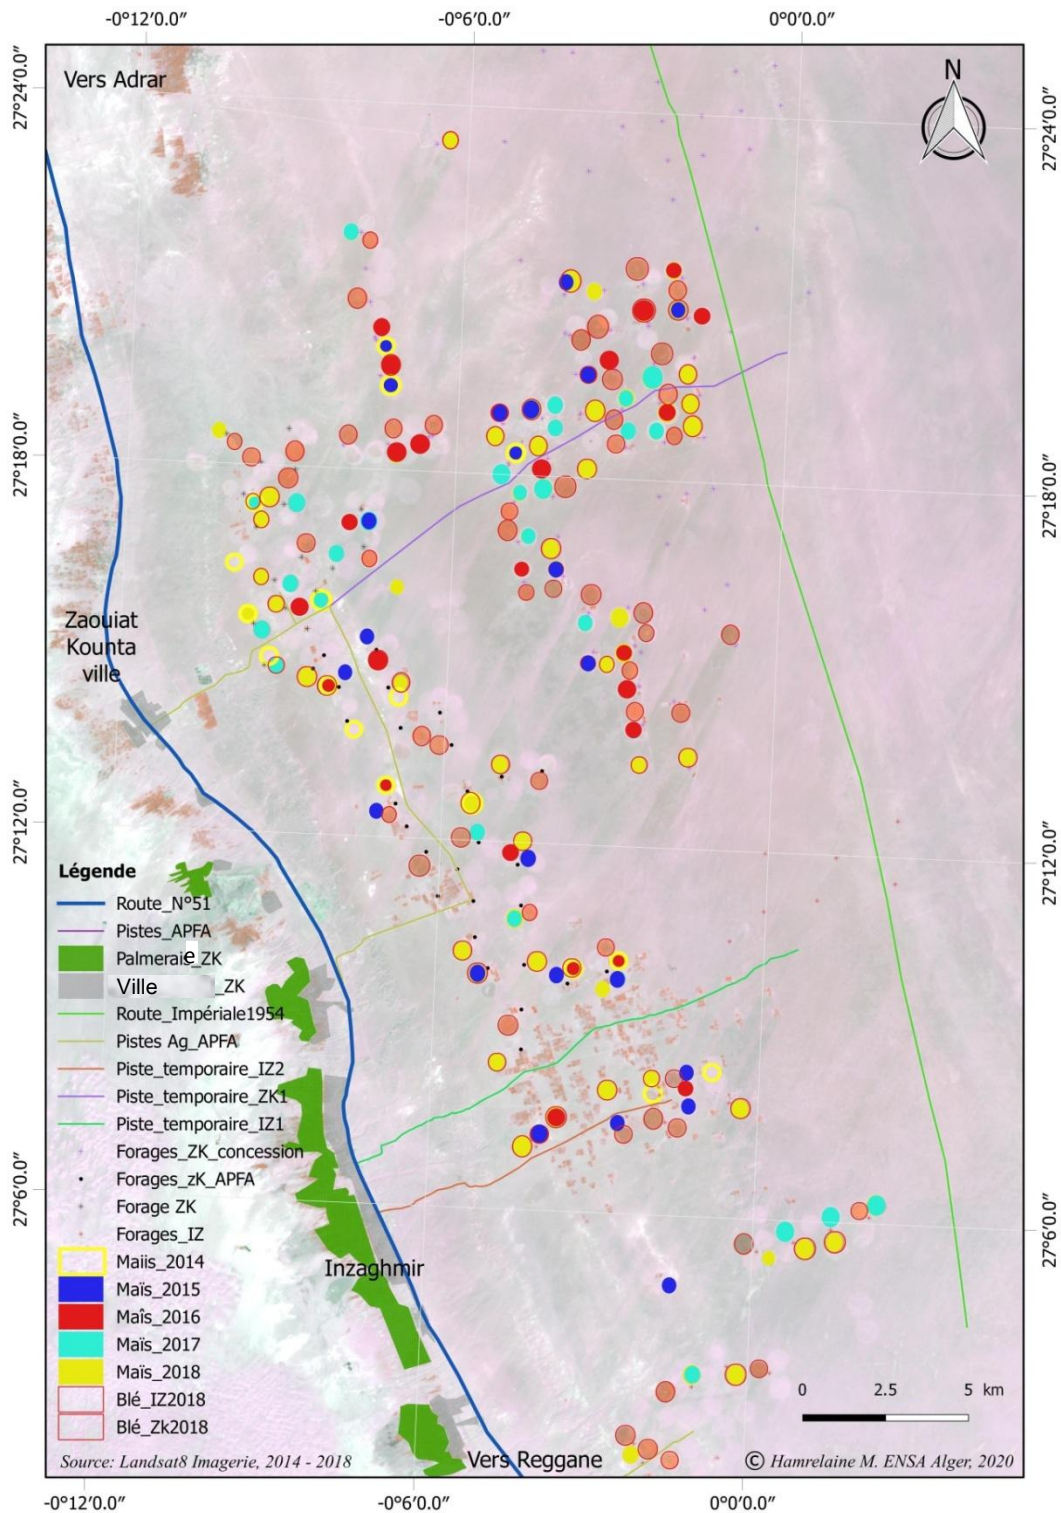 -0°12'0.0"
-0°6'0.0"
0°0'0.0"
27°24'0.0"
27°24'0.0"
Vers Adrar
N
27°18'0.0"
27°18'0.0"
Zaouiat
Kounta
ville
27°12'0.0"
27°12'0.0"
Légende
Route_N°51
Pistes_APFA
Palmeraie_ZK
Ville _ZK
Route_Impériale1954
Pistes Ag_APFA
Piste_temporaire_IZ2
Piste_temporaire_ZK1
Piste_temporaire_IZ1
Forages_ZK_concession
Forages_zK_APFA
Forage ZK
Forages_IZ
Maiis_2014
Maïs_2015
Maîs_2016
Maïs_2017
Maïs_2018
Blé_IZ2018
Blé_Zk2018
27°6'0.0"
27°6'0.0"
Inzaghmir
0 2.5 5 km
Source: Landsat8 Imagerie, 2014 - 2018
Vers Reggane
© Hamrelaine M. ENSA Alger, 2020
-0°12'0.0"
-0°6'0.0"
0°0'0.0"